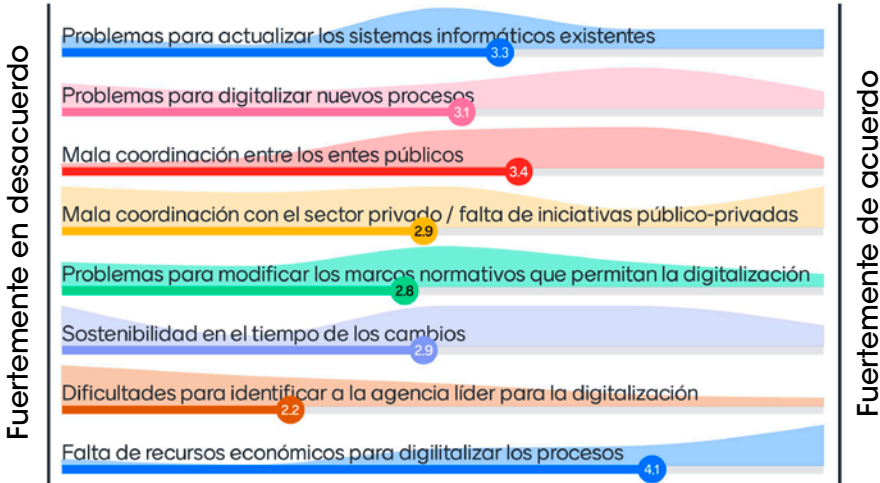 Fuertemente en desacuerdo
Problemas para actualizar los sistemas informáticos existentes
3.3
Problemas para digitalizar nuevos procesos
3.1
Mala coordinación entre los entes públicos
3.4
Mala coordinación con el sector privado / falta de iniciativas público-privadas
2.9
Problemas para modificar los marcos normativos que permitan la digitalización
2.8
Sostenibilidad en el tiempo de los cambios
2.9
Dificultades para identificar a la agencia líder para la digitalización
2.2
Falta de recursos económicos para digilitalizar los procesos
4.1
Fuertemente de acuerdo